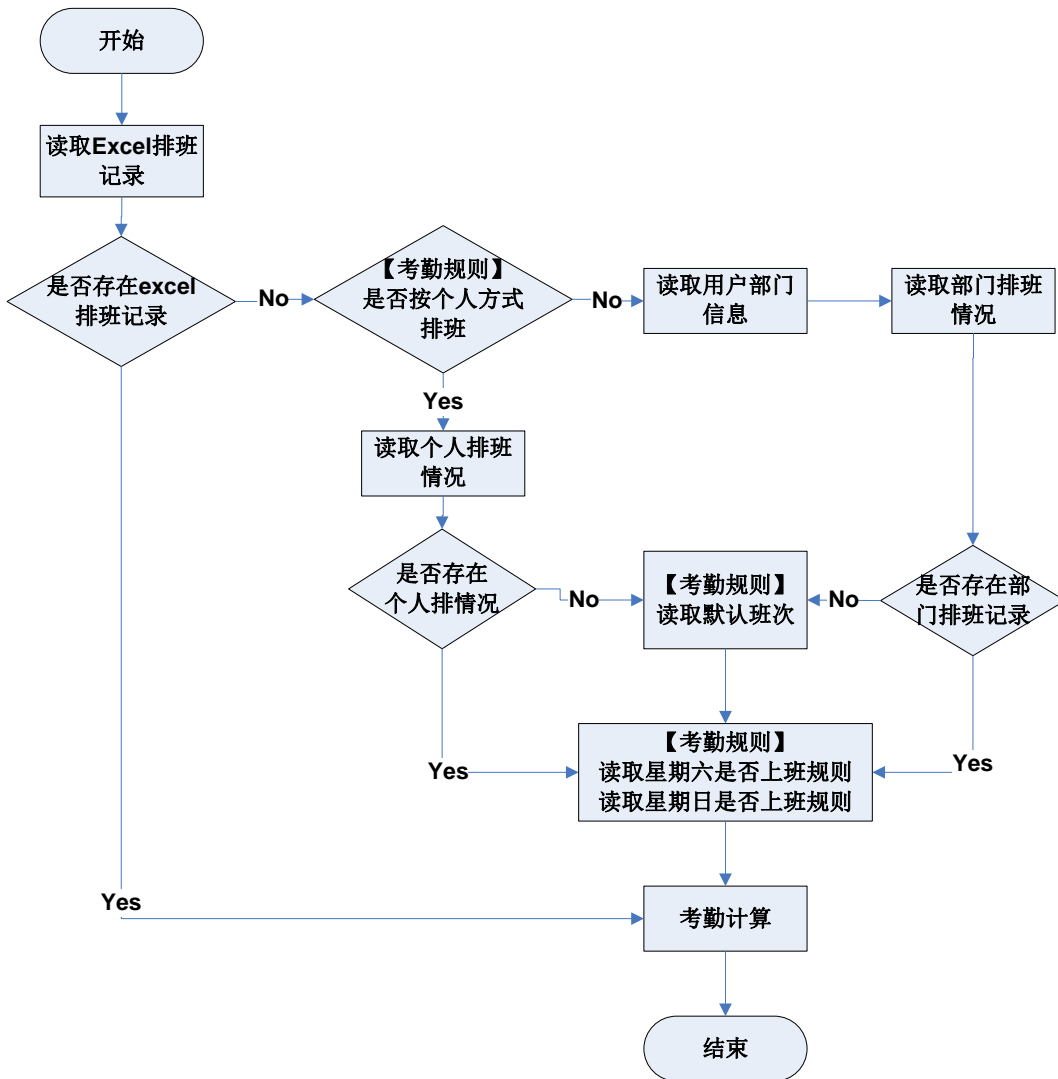 开始
读取Excel排班
记录
是否存在excel
排班记录
No
【考勤规则】
是否按个人方式
排班
No
读取用户部门
信息
读取部门排班
情况
Yes
读取个人排班
情况
是否存在
个人排情况
No
【考勤规则】
读取默认班次
No
是否存在部
门排班记录
Yes
【考勤规则】
读取星期六是否上班规则
读取星期日是否上班规则
Yes
Yes
考勤计算
结束